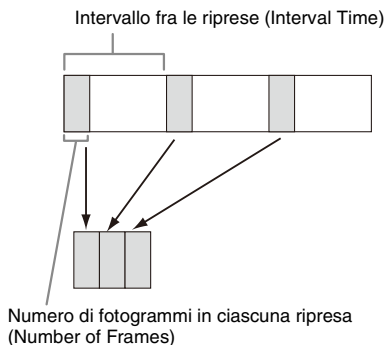 Intervallo fra le riprese (Interval Time)
Numero di fotogrammi in ciascuna ripresa
(Number of Frames)